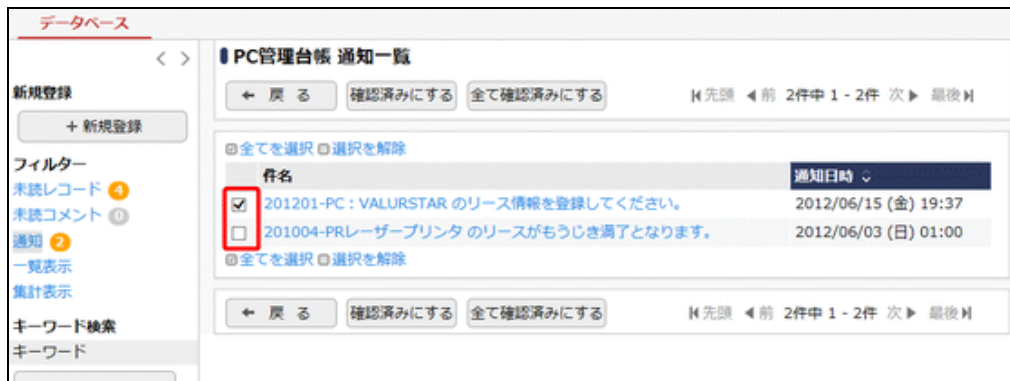 データベース
新規登録
+ 新規登録
フィルター
未読レコード 4
未読コメント 0
通知 2
一覧表示
集計表示
キーワード検索
キーワード
PC管理台帳 通知一覧
← 戻る 確認済みにする 全て確認済みにする 先頭 前 2件中 1 - 2件 次 最後
全てを選択 選択を解除
件名 通知日時
201201-PC : VALURSTAR のリース情報を登録してください。 2012/06/15 (金) 19:37
201004-PRレーザープリンタ のリースがもうじき満了となります。 2012/06/03 (日) 01:00
全てを選択 選択を解除
← 戻る 確認済みにする 全て確認済みにする 先頭 前 2件中 1 - 2件 次 最後